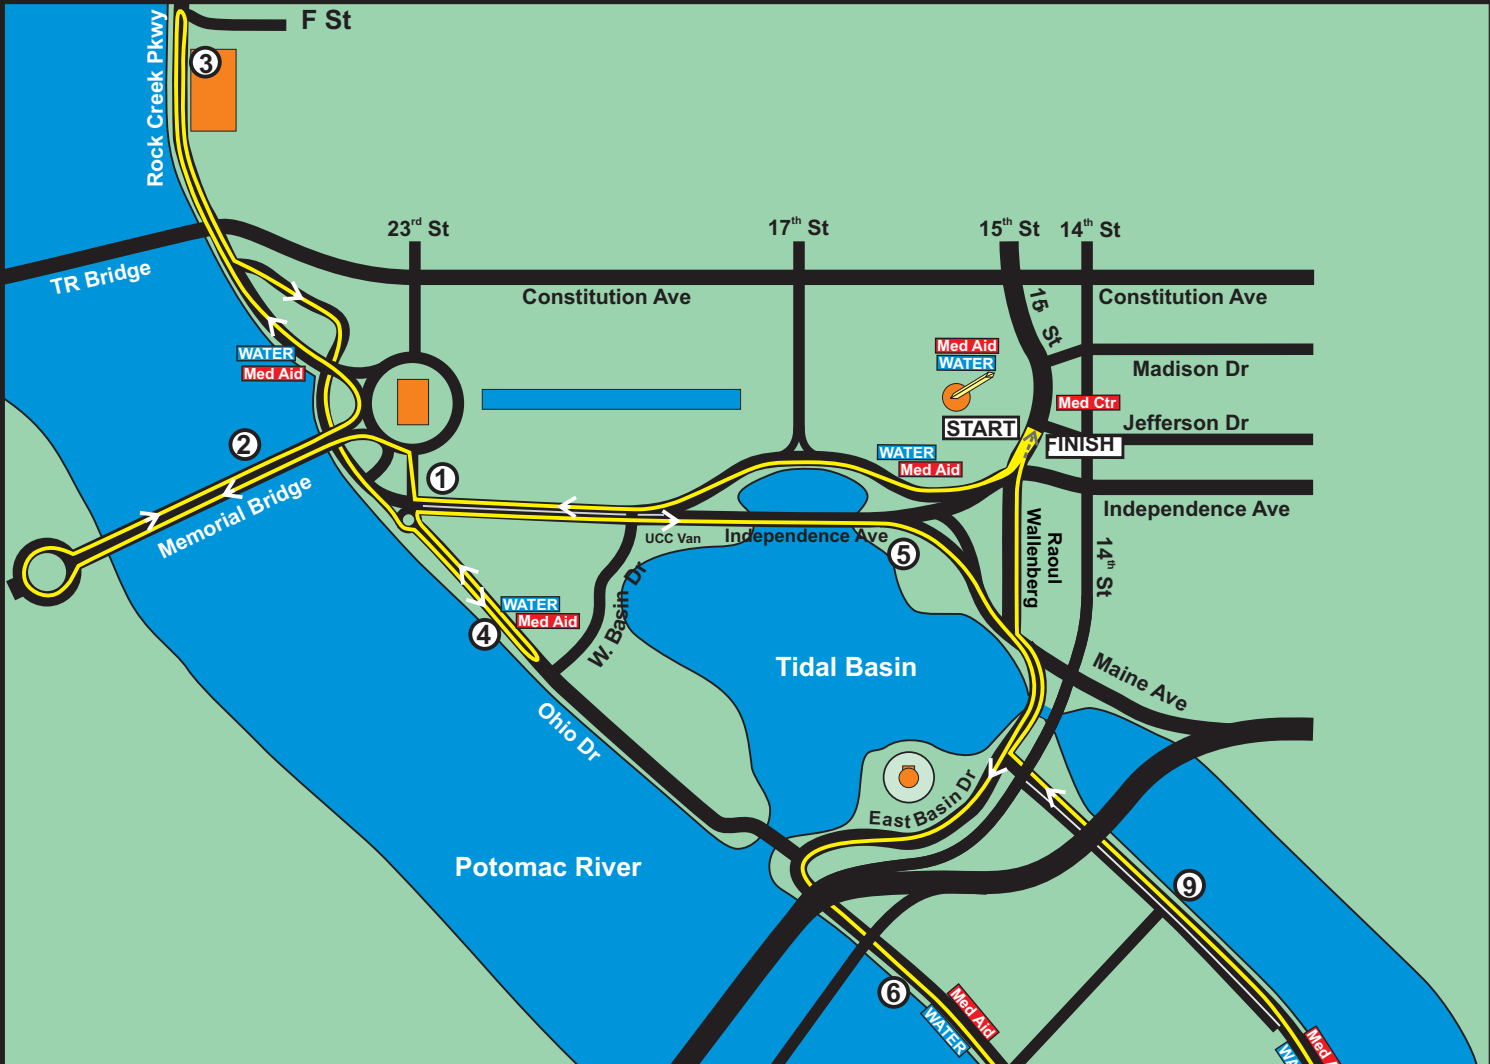 F St
Rock Creek Pkwy
3
23rd St
17th St
15th St
14th St
TR Bridge
Constitution Ave
Constitution Ave
15 St
Med Aid
WATER
WATER
Med Aid
Madison Dr
Med Ctr
Jefferson Dr
START
FINISH
2
WATER
Med Aid
1
Memorial Bridge
Independence Ave
UCC Van
Independence Ave
5
Raoul
Wallenberg
14th St
WATER
Med Aid
4
W. Basin Dr
Tidal Basin
Maine Ave
Ohio Dr
East Basin Dr
Potomac River
9
6
Med Aid
WATER
Med